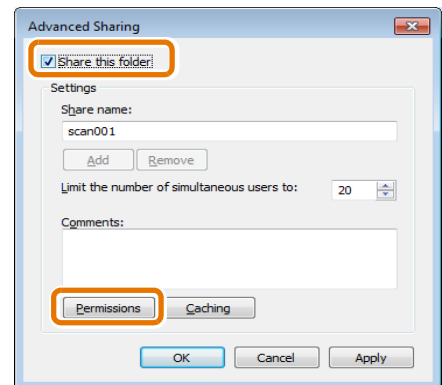 Advanced Sharing
Share this folder
Settings
Share name:
scan001
Add Remove
Limit the number of simultaneous users to: 20
Comments:
Permissions Caching
OK Cancel Apply